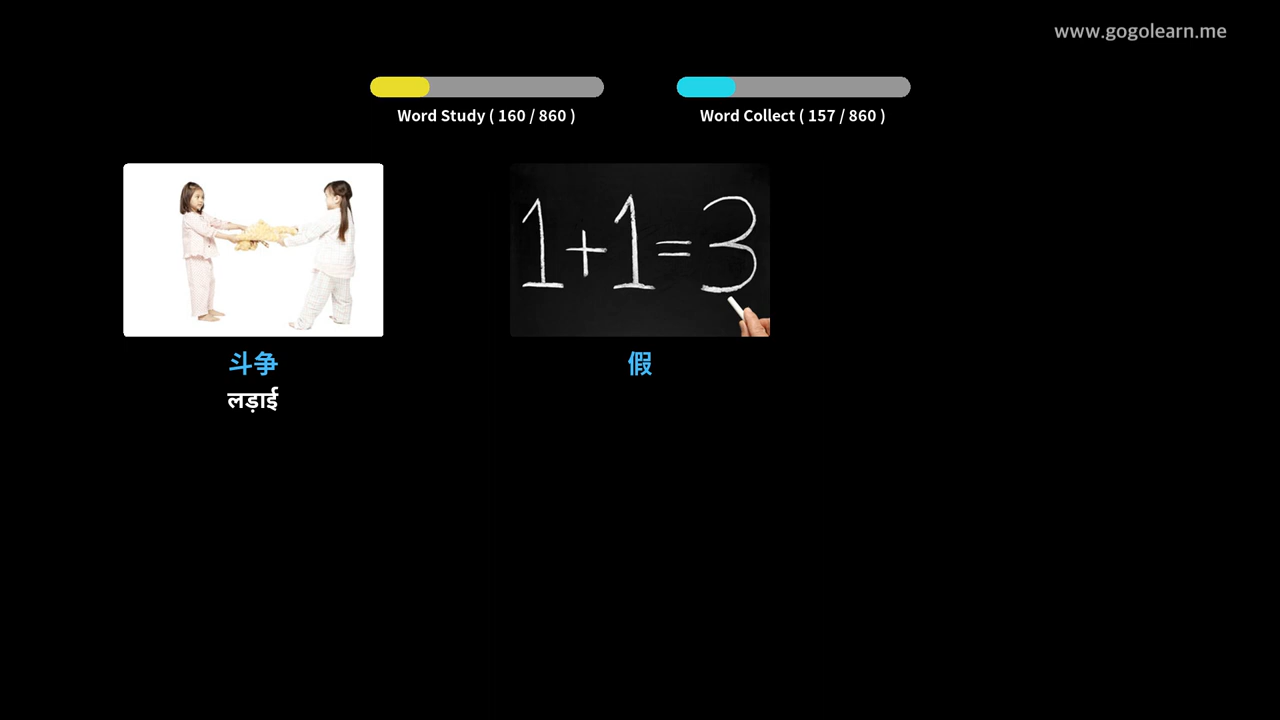 www.gogolearn.me
Word Study ( 160 / 860 )
Word Collect ( 157 / 860 )
1+1=3
斗争
लड़ाई
假